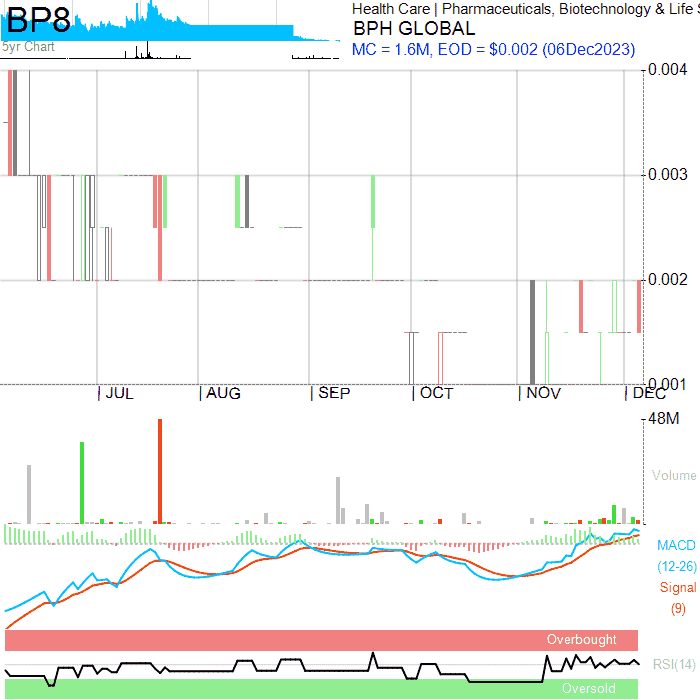 BP8
5yr Chart
Health Care | Pharmaceuticals, Biotechnology & Life
BPH GLOBAL
MC = 1.6M, EOD = $0.002 (06Dec2023)
0.004
0.003
0.002
0.001
| JUL | AUG | SEP | OCT | NOV | DEC
48M
Volume
MACD
(12-26)
Signal
(9)
Overbought
RSI(14)
Oversold